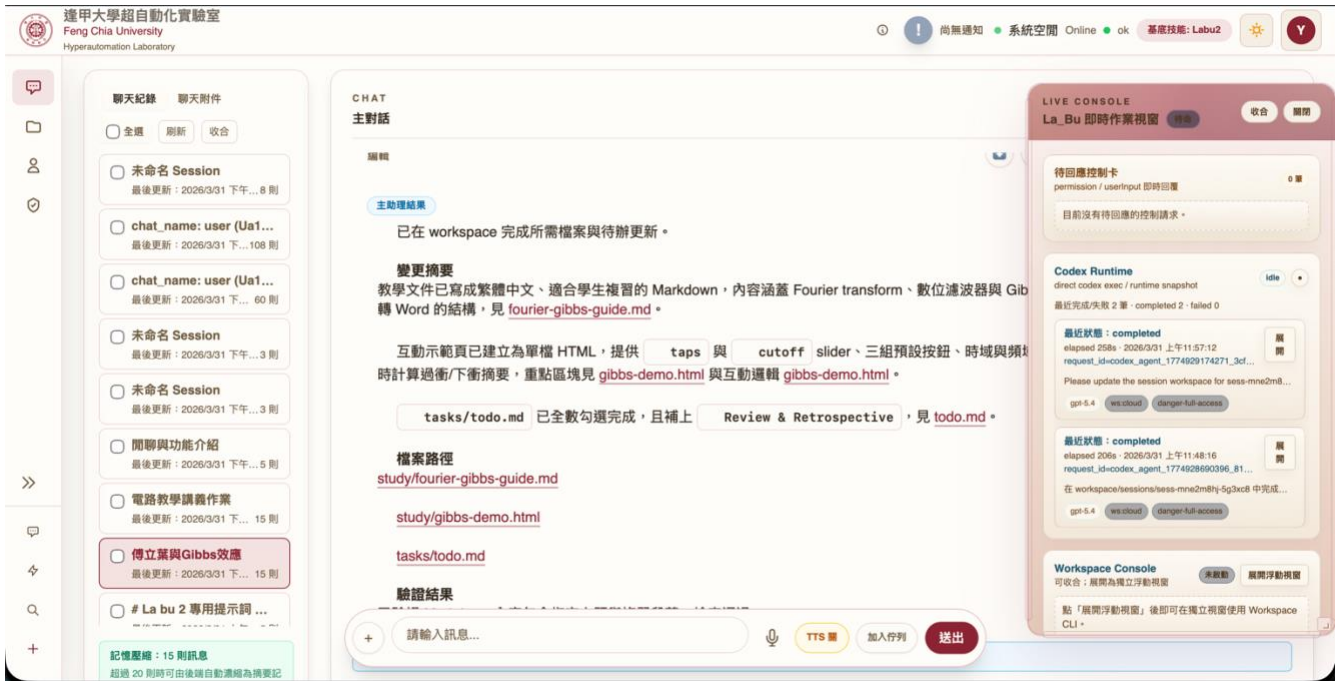 逢甲大學超自動化實驗室
Feng Chia University
Hyperautomation Laboratory
尚無通知
系統空閒
Online
ok
基底技能: Labu2
Y
聊天紀錄
聊天附件
全選
刷新
收合
未命名 Session
最後更新：2026/3/31 下午… 8 則
chat_name: user (Ua1...
最後更新：2026/3/31 下…108 則
chat_name: user (Ua1...
最後更新：2026/3/31 下… 60 則
未命名 Session
最後更新：2026/3/31 下午… 3 則
未命名 Session
最後更新：2026/3/31 下午… 3 則
閒聊與功能介紹
最後更新：2026/3/31 下午… 5 則
電路教學講義作業
最後更新：2026/3/31 下… 15 則
傅立葉與Gibbs效應
最後更新：2026/3/31 下… 15 則
# La bu 2 專用提示詞 ...
記憶壓縮：15 則訊息
超過 20 則時可由後端自動濃縮為摘要記
CHAT
主對話
編輯
主助理結果
已在 workspace 完成所需檔案與待辦更新。
變更摘要
教學文件已寫成繁體中文、適合學生複習的 Markdown，內容涵蓋 Fourier transform、數位濾波器與 Gib
轉 Word 的結構，見 fourier-gibbs-guide.md。
互動示範頁已建立為單檔 HTML，提供 taps 與 cutoff slider、三組預設按鈕、時域與頻域
時計算過衝/下衝摘要，重點區塊見 gibbs-demo.html 與互動邏輯 gibbs-demo.html。
tasks/todo.md 已全數勾選完成，且補上 Review & Retrospective，見 todo.md。
檔案路徑
study/fourier-gibbs-guide.md
study/gibbs-demo.html
tasks/todo.md
驗證結果
請輸入訊息...
TTS 關
加入佇列
送出
LIVE CONSOLE
La_Bu 即時作業視窗
待命
收合
關閉
待回應控制卡
permission / userInput 即時回覆
0 筆
目前沒有待回應的控制請求。
Codex Runtime
direct codex exec / runtime snapshot
idle
最近完成/失敗 2 筆 · completed 2 · failed 0
最近狀態：completed
elapsed 258s · 2026/3/31 上午11:57:12
request_id=codex_agent_1774929174271_3cf...
Please update the session workspace for sess-mne2m8...
gpt-5.4
ws:cloud
danger-full-access
展開
最近狀態：completed
elapsed 206s · 2026/3/31 上午11:48:16
request_id=codex_agent_1774928690396_81...
在 workspace/sessions/sess-mne2m8hj-5g3xc8 中完成...
gpt-5.4
ws:cloud
danger-full-access
展開
Workspace Console
可收合；展開為獨立浮動視窗
未啟動
展開浮動視窗
點「展開浮動視窗」後即可在獨立視窗使用 Workspace
CLI。